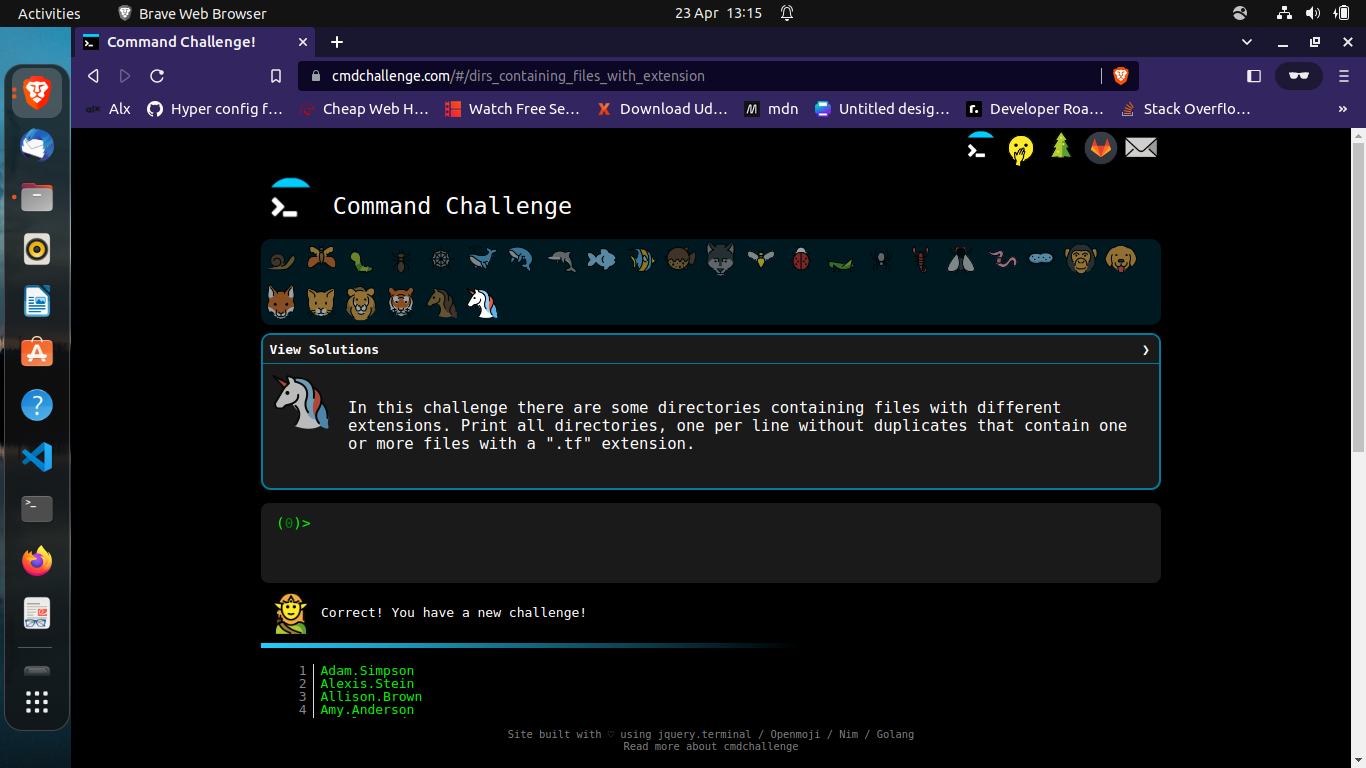 Activities Brave Web Browser 23 Apr 13:15
Command Challenge!
cmdchallenge.com/#/dirs_containing_files_with_extension
Alx Hyper config f… Cheap Web H… Watch Free Se… Download Ud… mdn Untitled desig… Developer Roa… Stack Overflo… »
Command Challenge
View Solutions ❯
In this challenge there are some directories containing files with different
extensions. Print all directories, one per line without duplicates that contain one
or more files with a ".tf" extension.
(0)>
Correct! You have a new challenge!
1 Adam.Simpson
2 Alexis.Stein
3 Allison.Brown
4 Amy.Anderson
Site built with ♡ using jquery.terminal / Openmoji / Nim / Golang
Read more about cmdchallenge